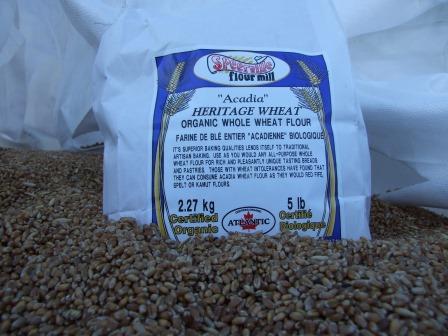 Speerville
flour mill
"Acadia"
HERITAGE WHEAT
ORGANIC WHOLE WHEAT FLOUR
FARINE DE BLÉ ENTIER "ACADIENNE" BIOLOGIQUE
IT'S SUPERIOR BAKING QUALITIES LENDS ITSELF TO TRADITIONAL
ARTISAN BAKING. USE AS YOU WOULD ANY ALL-PURPOSE WHOLE
WHEAT FLOUR FOR RICH AND PLEASANTLY UNIQUE TASTING BREADS
AND PASTRIES. THOSE WITH WHEAT INTOLERANCES HAVE FOUND THAT
THEY CAN CONSUME ACADIA WHEAT FLOUR AS THEY WOULD RED FIFE,
SPELT OR KAMUT FLOURS.
2.27 kg 5 lb
Certified Organic
ATLANTIC
Certifié Biologique